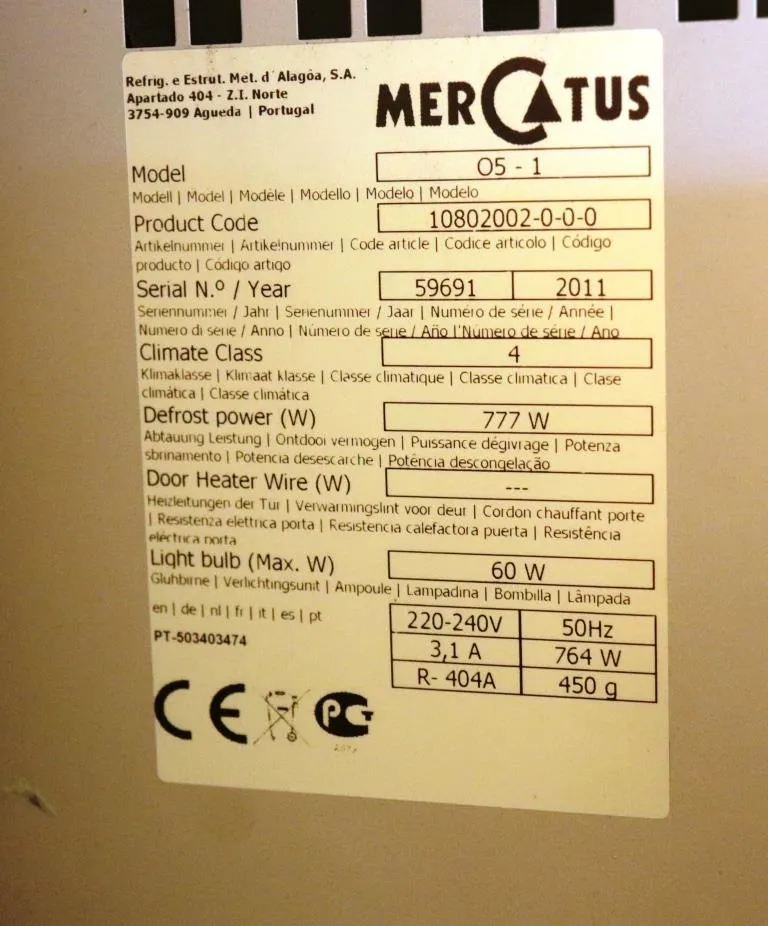 Refrig. e Estrut. Met. d´Alagôa, S.A.
Apartado 404 - Z.I. Norte
3754-909 Agueda | Portugal
MERCATUS
Model
O5 - 1
Modell | Model | Modèle | Modello | Modelo | Modelo
Product Code
10802002-0-0-0
Artikelnummer | Artikelnummer | Code article | Codice articolo | Código
producto | Código artigo
Serial N.º / Year
59691
2011
Seriennummer / Jahr | Serienummer / Jaar | Numéro de série / Année |
Numero di serie / Anno | Número de serie / Año | Número de série / Ano
Climate Class
4
Klimaklasse | Klimaat klasse | Classe climatique | Classe climatica | Clase
climática | Classe climática
Defrost power (W)
777 W
Abtauung Leistung | Ontdooi vermogen | Puissance dégivrage | Potenza
sbrinamento | Potencia desescarche | Potência descongelação
Door Heater Wire (W)
---
Heizleitungen der Tur | Verwarmingslint voor deur | Cordon chauffant porte
| Resistenza elettrica porta | Resistencia calefactora puerta | Resistência
eléctrica porta
Light bulb (Max. W)
60 W
Gluhbirne | Verlichtingsunit | Ampoule | Lampadina | Bombilla | Lâmpada
en | de | nl | fr | it | es | pt
220-240V
50Hz
PT-503403474
3,1 A
764 W
R- 404A
450 g
CE